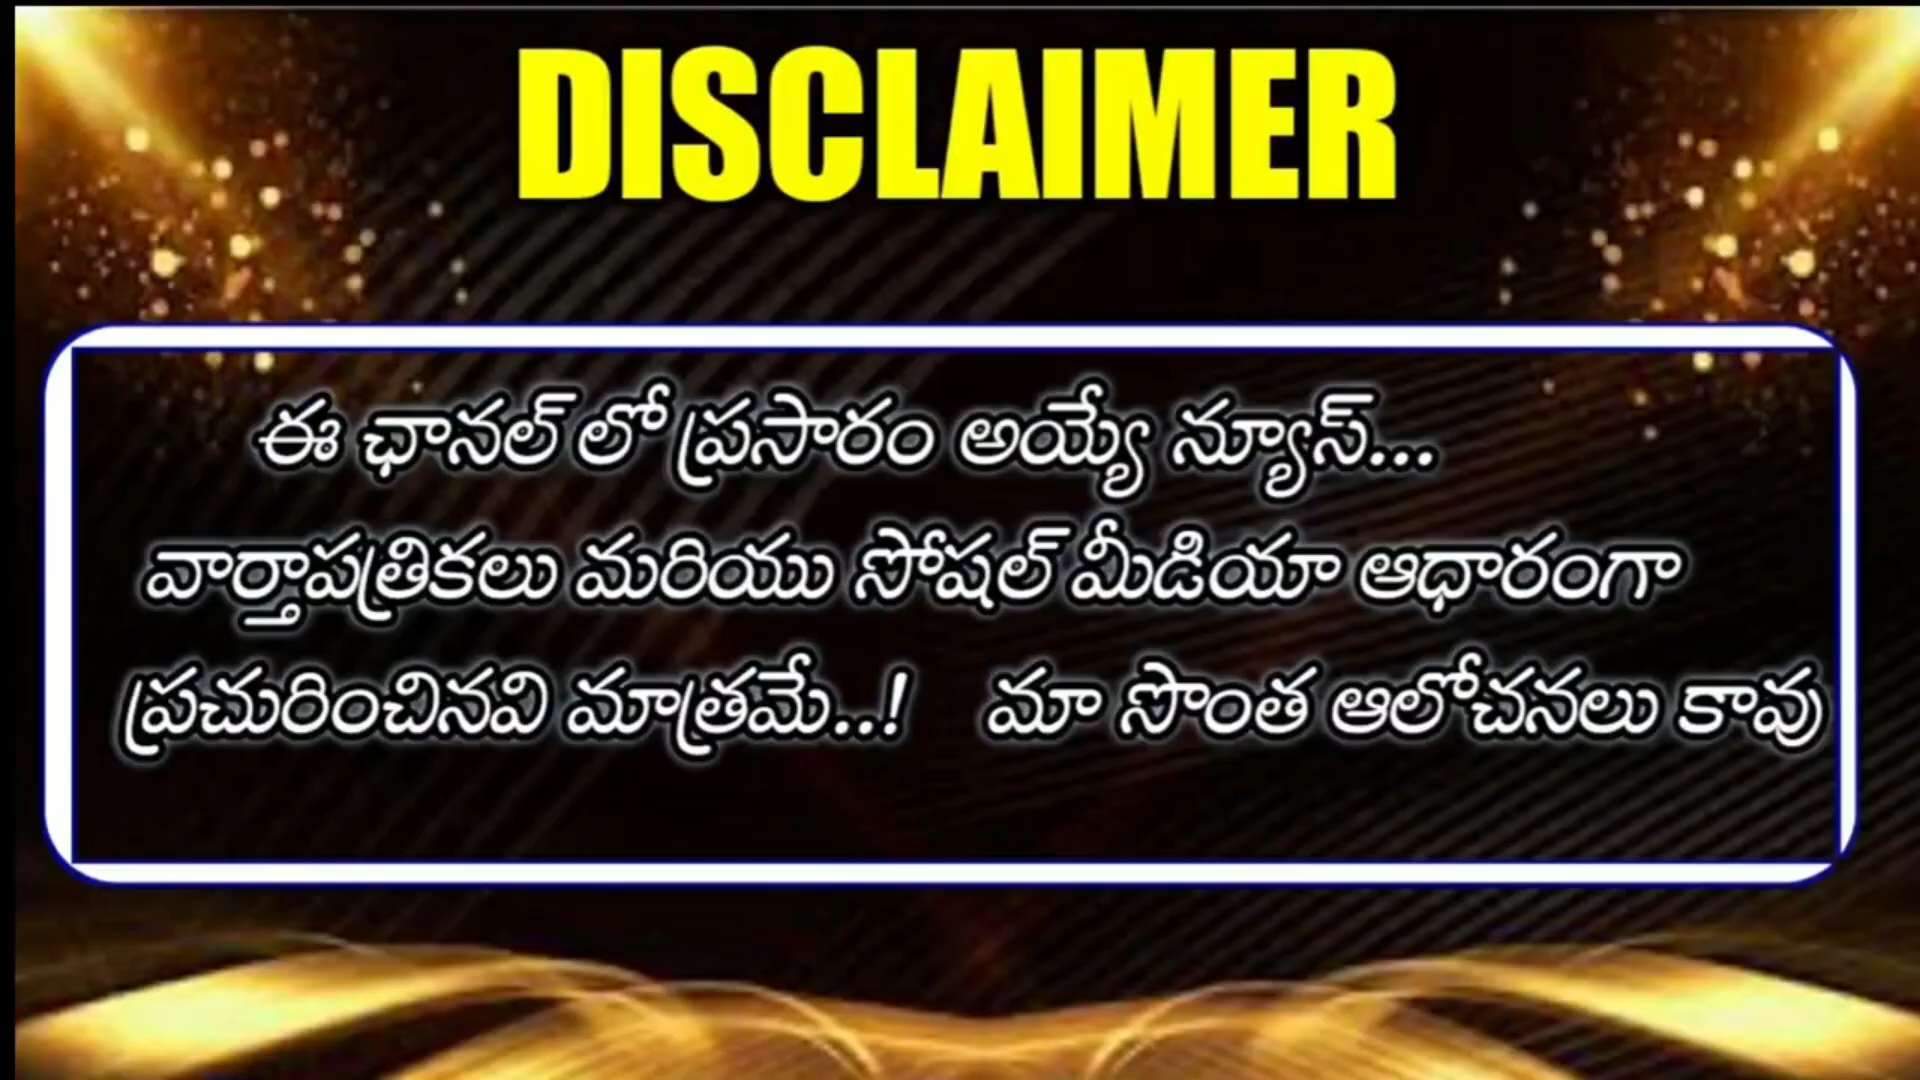 DISCLAIMER
ఈ ఛానల్ లో ప్రసారం అయ్యే న్యూస్...
వార్తాపత్రికలు మరియు సోషల్ మీడియా ఆధారంగా
ప్రచురించినవి మాత్రమే..! మా సొంత ఆలోచనలు కావు